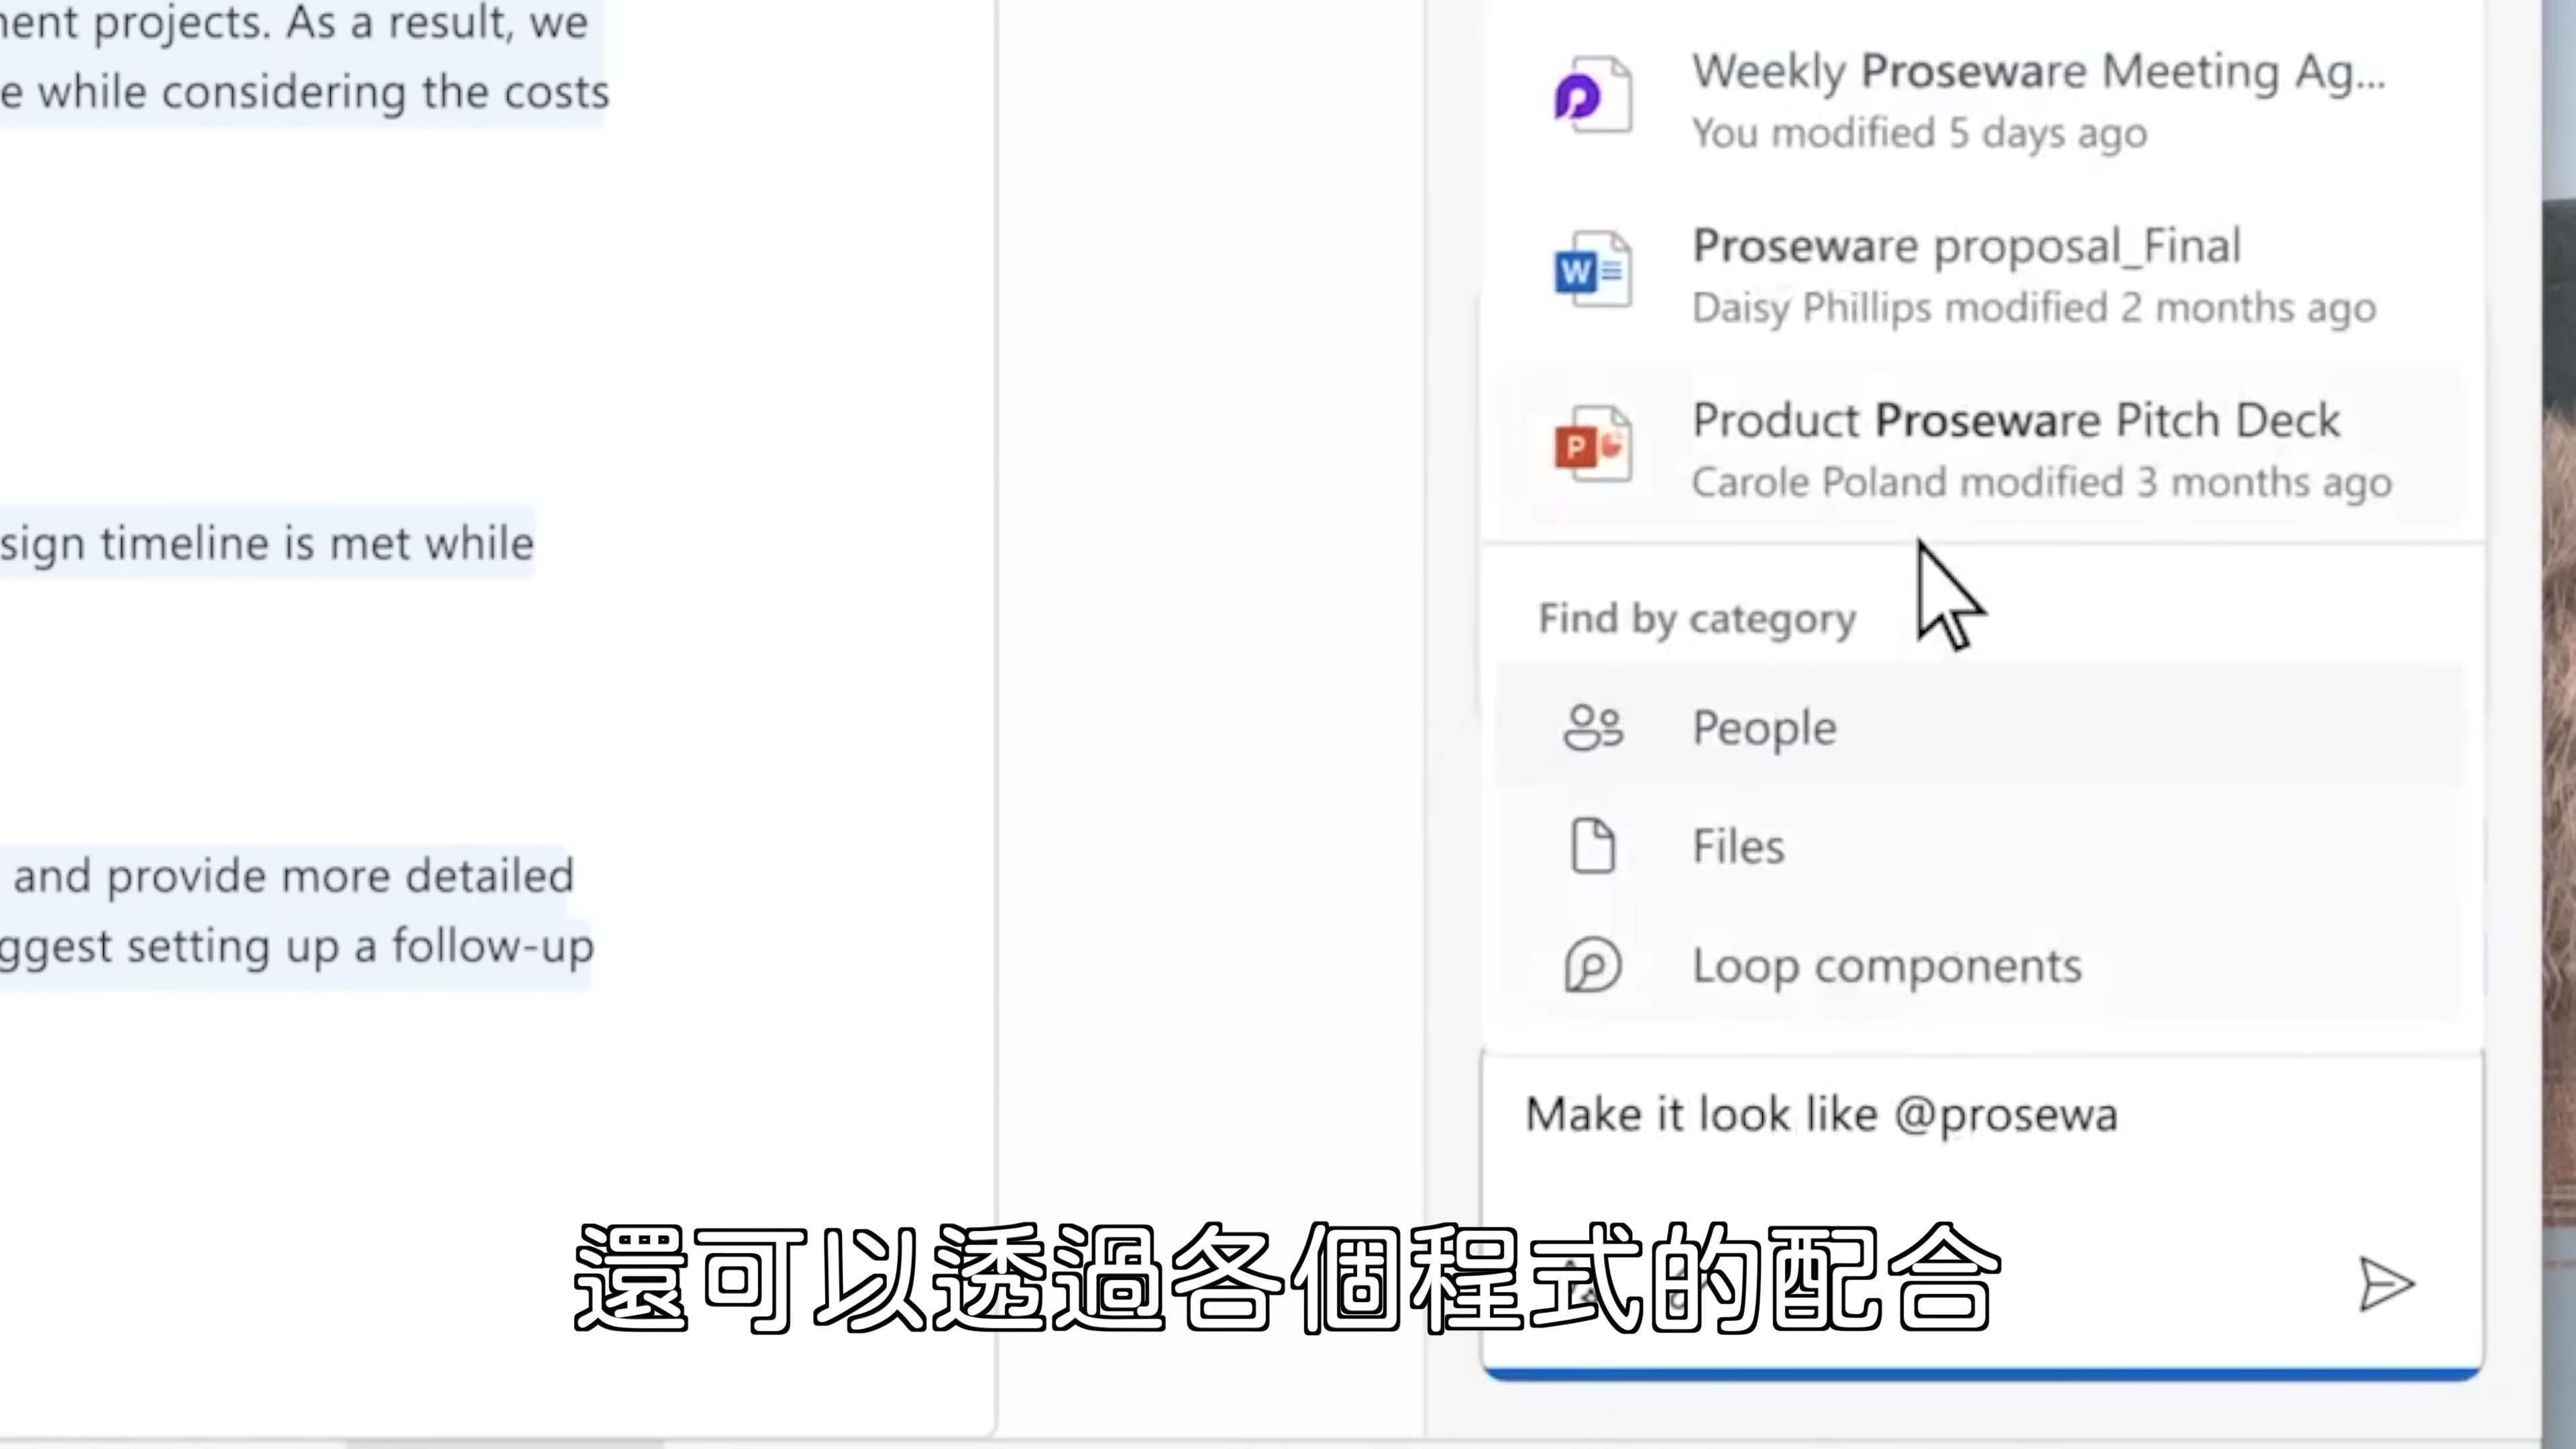 projects. As a result, we
e while considering the costs
sign timeline is met while
and provide more detailed
ggest setting up a follow-up
Weekly Proseware Meeting Ag...
You modified 5 days ago
Proseware proposal_Final
Daisy Phillips modified 2 months ago
Product Proseware Pitch Deck
Carole Poland modified 3 months ago
Find by category
People
Files
Loop components
Make it look like @prosewa
還可以透過各個程式的配合